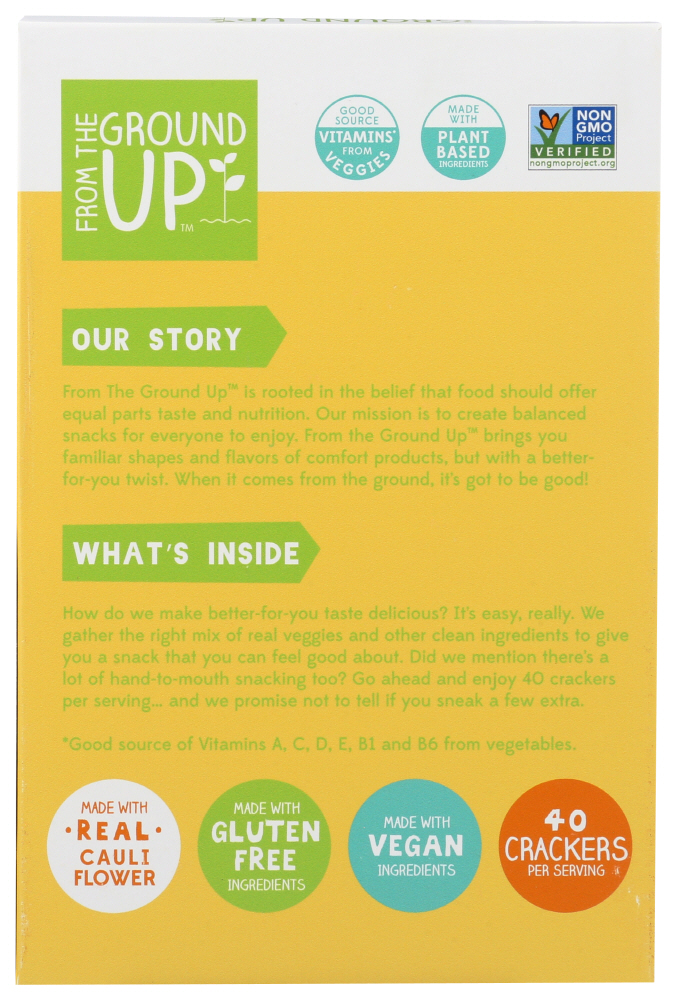 GROUND UP
FROM THE
GROUND
UP™
GOOD
SOURCE
VITAMINS*
FROM
VEGGIES
MADE
WITH
PLANT
BASED
INGREDIENTS
NON
GMO
Project
VERIFIED
nongmoproject.org
OUR STORY
From The Ground Up™ is rooted in the belief that food should offer
equal parts taste and nutrition. Our mission is to create balanced
snacks for everyone to enjoy. From the Ground Up™ brings you
familiar shapes and flavors of comfort products, but with a better-
for-you twist. When it comes from the ground, it's got to be good!
WHAT'S INSIDE
How do we make better-for-you taste delicious? It's easy, really. We
gather the right mix of real veggies and other clean ingredients to give
you a snack that you can feel good about. Did we mention there's a
lot of hand-to-mouth snacking too? Go ahead and enjoy 40 crackers
per serving... and we promise not to tell if you sneak a few extra.
*Good source of Vitamins A, C, D, E, B1 and B6 from vegetables.
MADE WITH
•REAL•
CAULI
FLOWER
MADE WITH
GLUTEN
FREE
INGREDIENTS
MADE WITH
VEGAN
INGREDIENTS
40
CRACKERS
PER SERVING